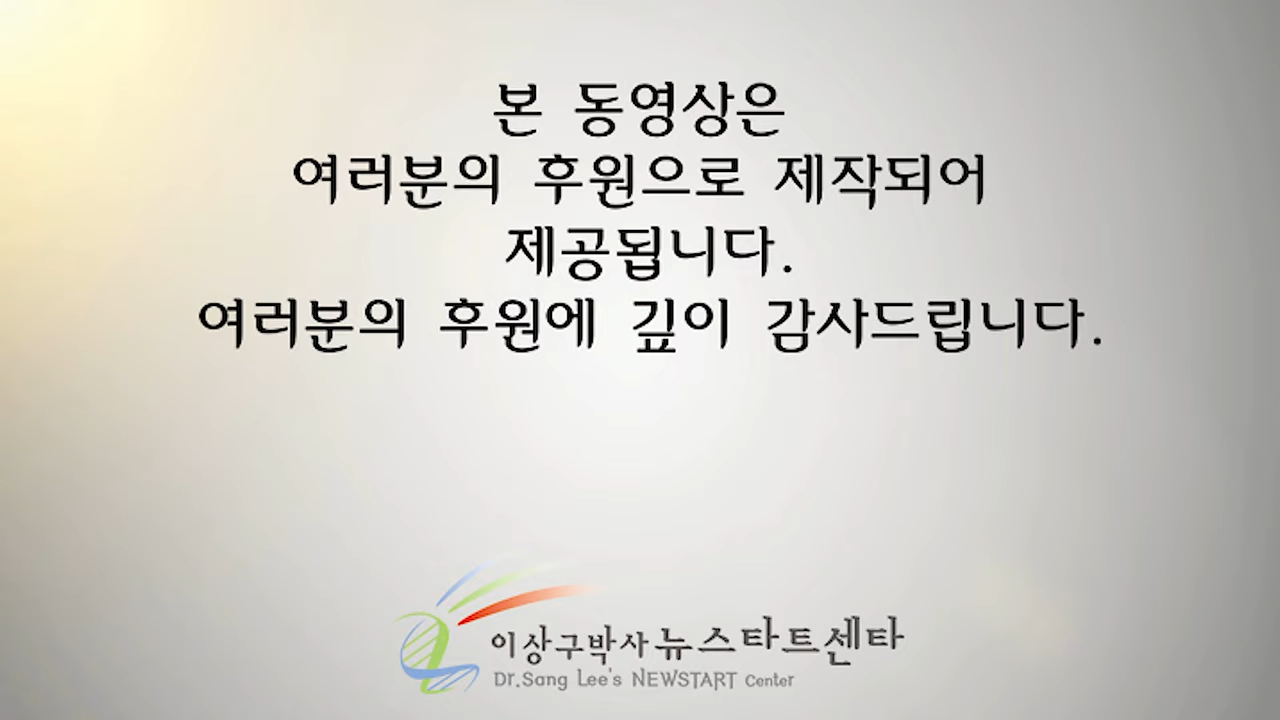 본 동영상은
여러분의 후원으로 제작되어
제공됩니다.
여러분의 후원에 깊이 감사드립니다.
이상구박사 뉴스타트센타
Dr.Sang Lee's NEWSTART Center